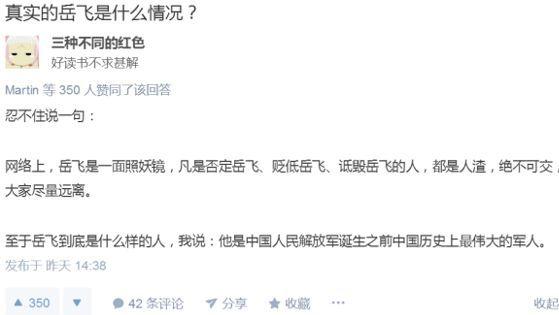 真实的岳飞是什么情况？
三种不同的红色
好读书不求甚解
Martin 等 350 人赞同了该回答
忍不住说一句：
网络上，岳飞是一面照妖镜，凡是否定岳飞、贬低岳飞、诋毁岳飞的人，都是人渣，绝不可交，
大家尽量远离。
至于岳飞到底是什么样的人，我说：他是中国人民解放军诞生之前中国历史上最伟大的军人。
发布于 昨天 14:38
350 42 条评论 分享 收藏 ··· 收起